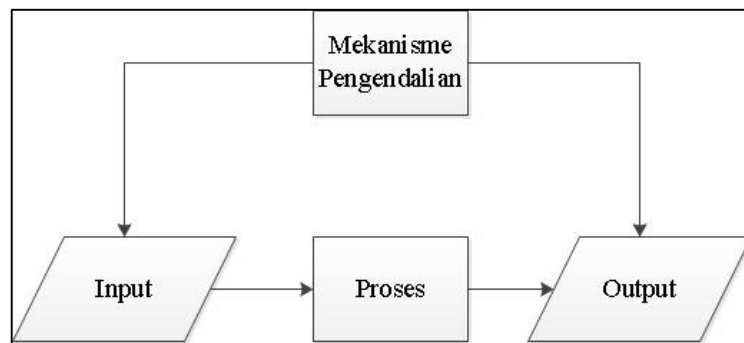 Mekanisme
Pengendalian
Input
Proses
Output